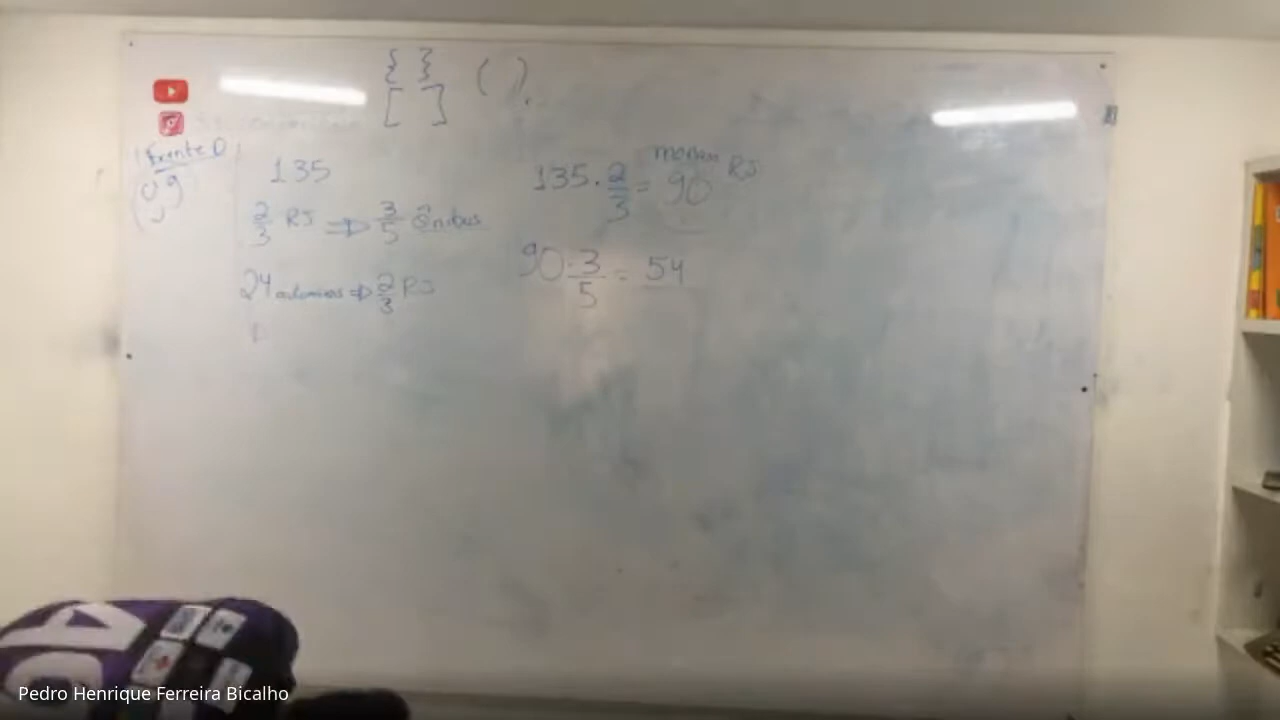 { } ( )
[ ]
Frente D
09
135
2/3 RJ ⇒ 3/5 Ônibus
24 ⇒ 2/3 RJ
135 · 2/3 = 90 RJ
moram
90 · 3/5 = 54
Pedro Henrique Ferreira Bicalho